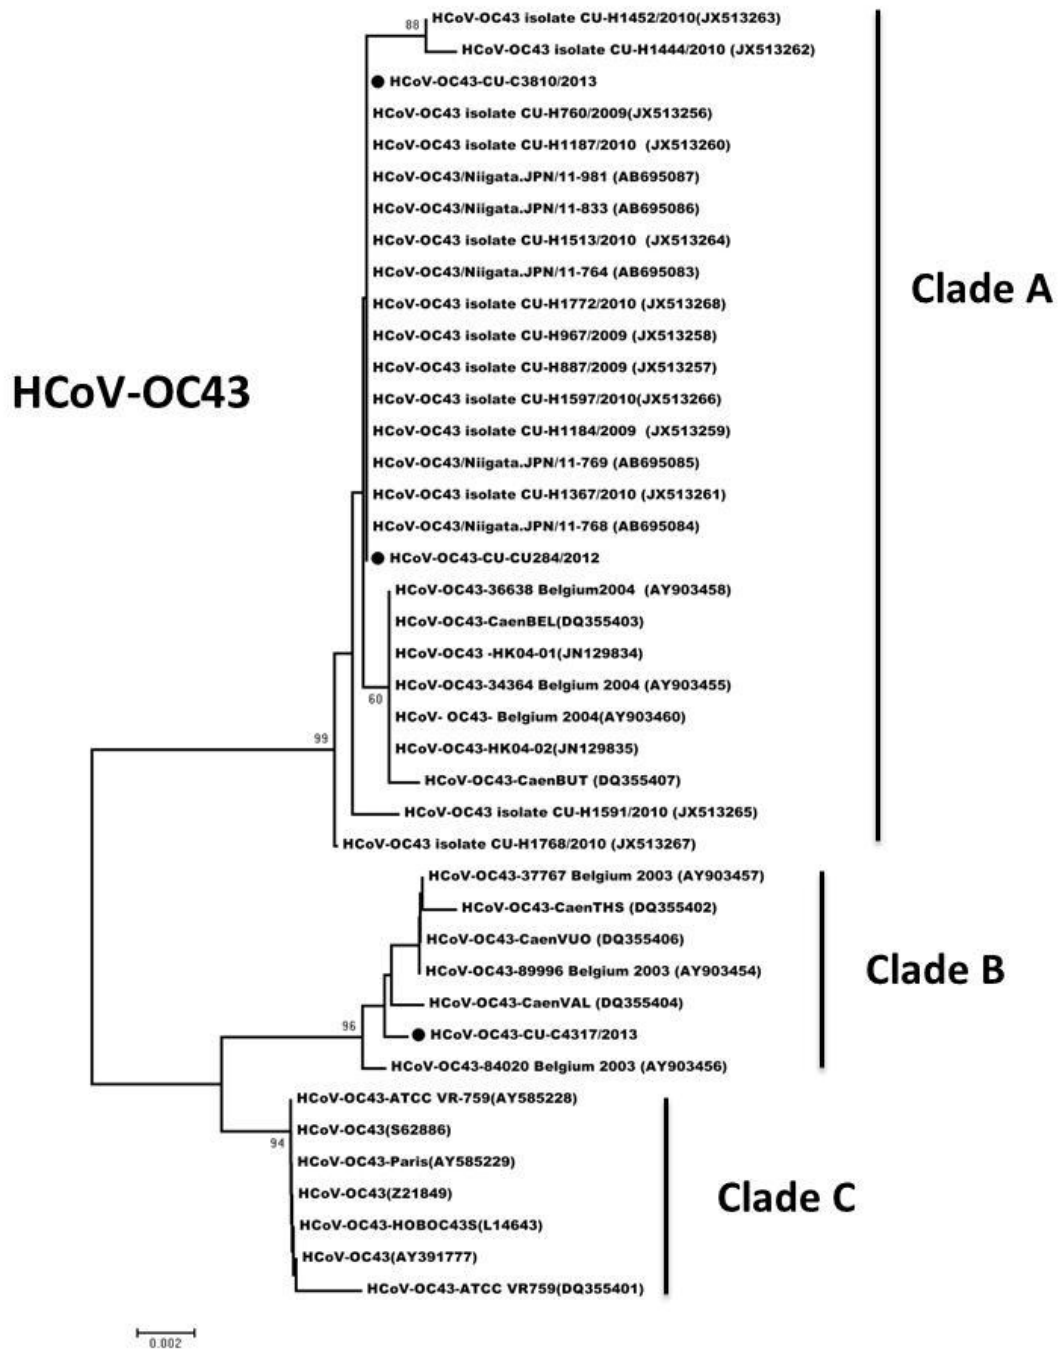 HCoV-OC43 isolate CU-H1452/2010(JX513263)
88
HCoV-OC43 isolate CU-H1444/2010 (JX513262)
HCoV-OC43-CU-C3810/2013
HCoV-OC43 isolate CU-H760/2009(JX513256)
HCoV-OC43 isolate CU-H1187/2010 (JX513260)
HCoV-OC43/Niigata.JPN/11-981 (AB695087)
HCoV-OC43/Niigata.JPN/11-833 (AB695086)
HCoV-OC43 isolate CU-H1513/2010 (JX513264)
HCoV-OC43/Niigata.JPN/11-764 (AB695083)
Clade A
HCoV-OC43 isolate CU-H1772/2010 (JX513268)
HCoV-OC43 isolate CU-H967/2009 (JX513258)
HCoV-OC43 isolate CU-H887/2009 (JX513257)
HCoV-OC43
HCoV-OC43 isolate CU-H1597/2010(JX513266)
HCoV-OC43 isolate CU-H1184/2009 (JX513259)
HCoV-OC43/Niigata.JPN/11-769 (AB695085)
HCoV-OC43 isolate CU-H1367/2010 (JX513261)
HCoV-OC43/Niigata.JPN/11-768 (AB695084)
HCoV-OC43-CU-CU284/2012
HCoV-OC43-36638 Belgium2004 (AY903458)
HCoV-OC43-CaenBEL(DQ355403)
HCoV-OC43 -HK04-01(JN129834)
HCoV-OC43-34364 Belgium 2004 (AY903455)
60
HCoV- OC43- Belgium 2004(AY903460)
99
HCoV-OC43-HK04-02(JN129835)
HCoV-OC43-CaenBUT (DQ355407)
HCoV-OC43 isolate CU-H1591/2010 (JX513265)
HCoV-OC43 isolate CU-H1768/2010 (JX513267)
HCoV-OC43-37767 Belgium 2003 (AY903457)
HCoV-OC43-CaenTHS (DQ355402)
HCoV-OC43-CaenVUO (DQ355406)
HCoV-OC43-89996 Belgium 2003 (AY903454)
Clade B
HCoV-OC43-CaenVAL (DQ355404)
96
HCoV-OC43-CU-C4317/2013
HCoV-OC43-84020 Belgium 2003 (AY903456)
HCoV-OC43-ATCC VR-759(AY585228)
HCoV-OC43(S62886)
94
HCoV-OC43-Paris(AY585229)
HCoV-OC43(Z21849)
Clade C
HCoV-OC43-HOBOC43S(L14643)
HCoV-OC43(AY391777)
HCoV-OC43-ATCC VR759(DQ355401)
0.002